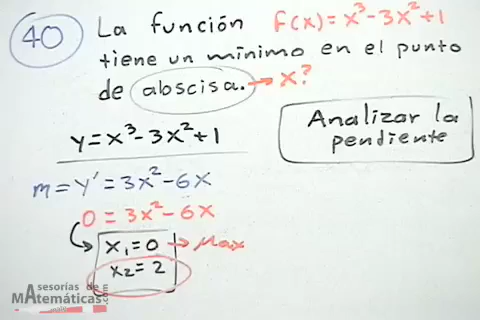 40 La función f(x)=x³-3x²+1
tiene un mínimo en el punto
de abscisa. → x?
Analizar la
pendiente
y=x³-3x²+1
m=y'=3x²-6x
0=3x²-6x
x₁=0 → Max
x₂=2
Asesorías de
Matemáticas.com